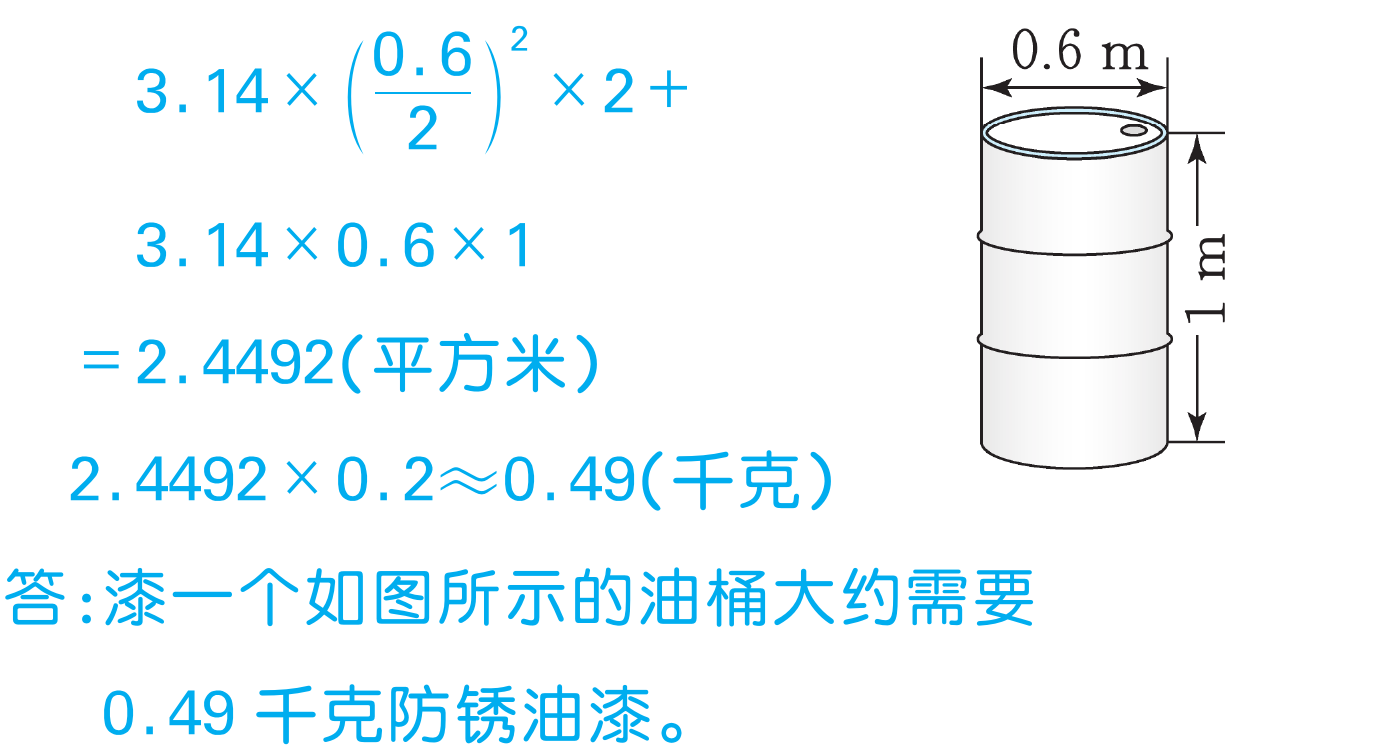 3.14×(0.6/2)²×2+
3.14×0.6×1
=2.4492(平方米)
2.4492×0.2≈0.49(千克)
答:漆一个如图所示的油桶大约需要
0.49千克防锈油漆。
0.6 m
1 m